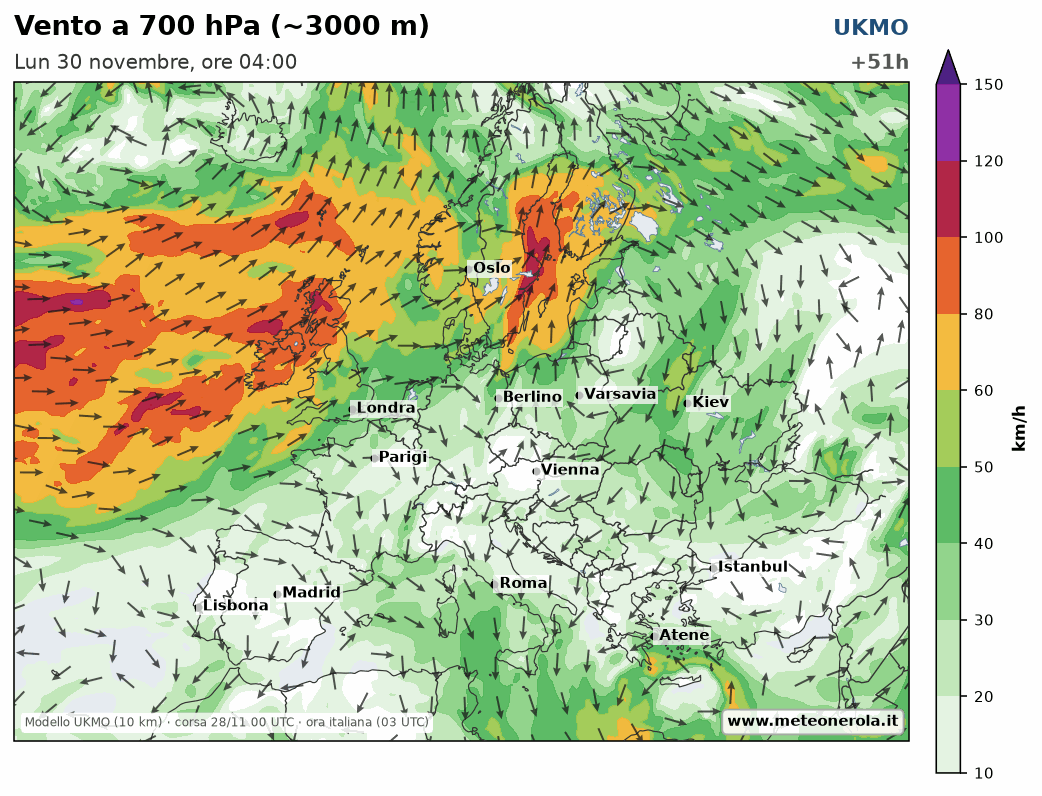 Vento a 700 hPa (~3000 m)
UKMO
Lun 30 novembre, ore 04:00
+51h
150
120
100
80
60
50
40
30
20
10
km/h
Oslo
Berlino
Varsavia
Kiev
Londra
Parigi
Vienna
Istanbul
Roma
Madrid
Lisbona
Atene
Modello UKMO (10 km) · corsa 28/11 00 UTC · ora italiana (03 UTC)
www.meteonerola.it